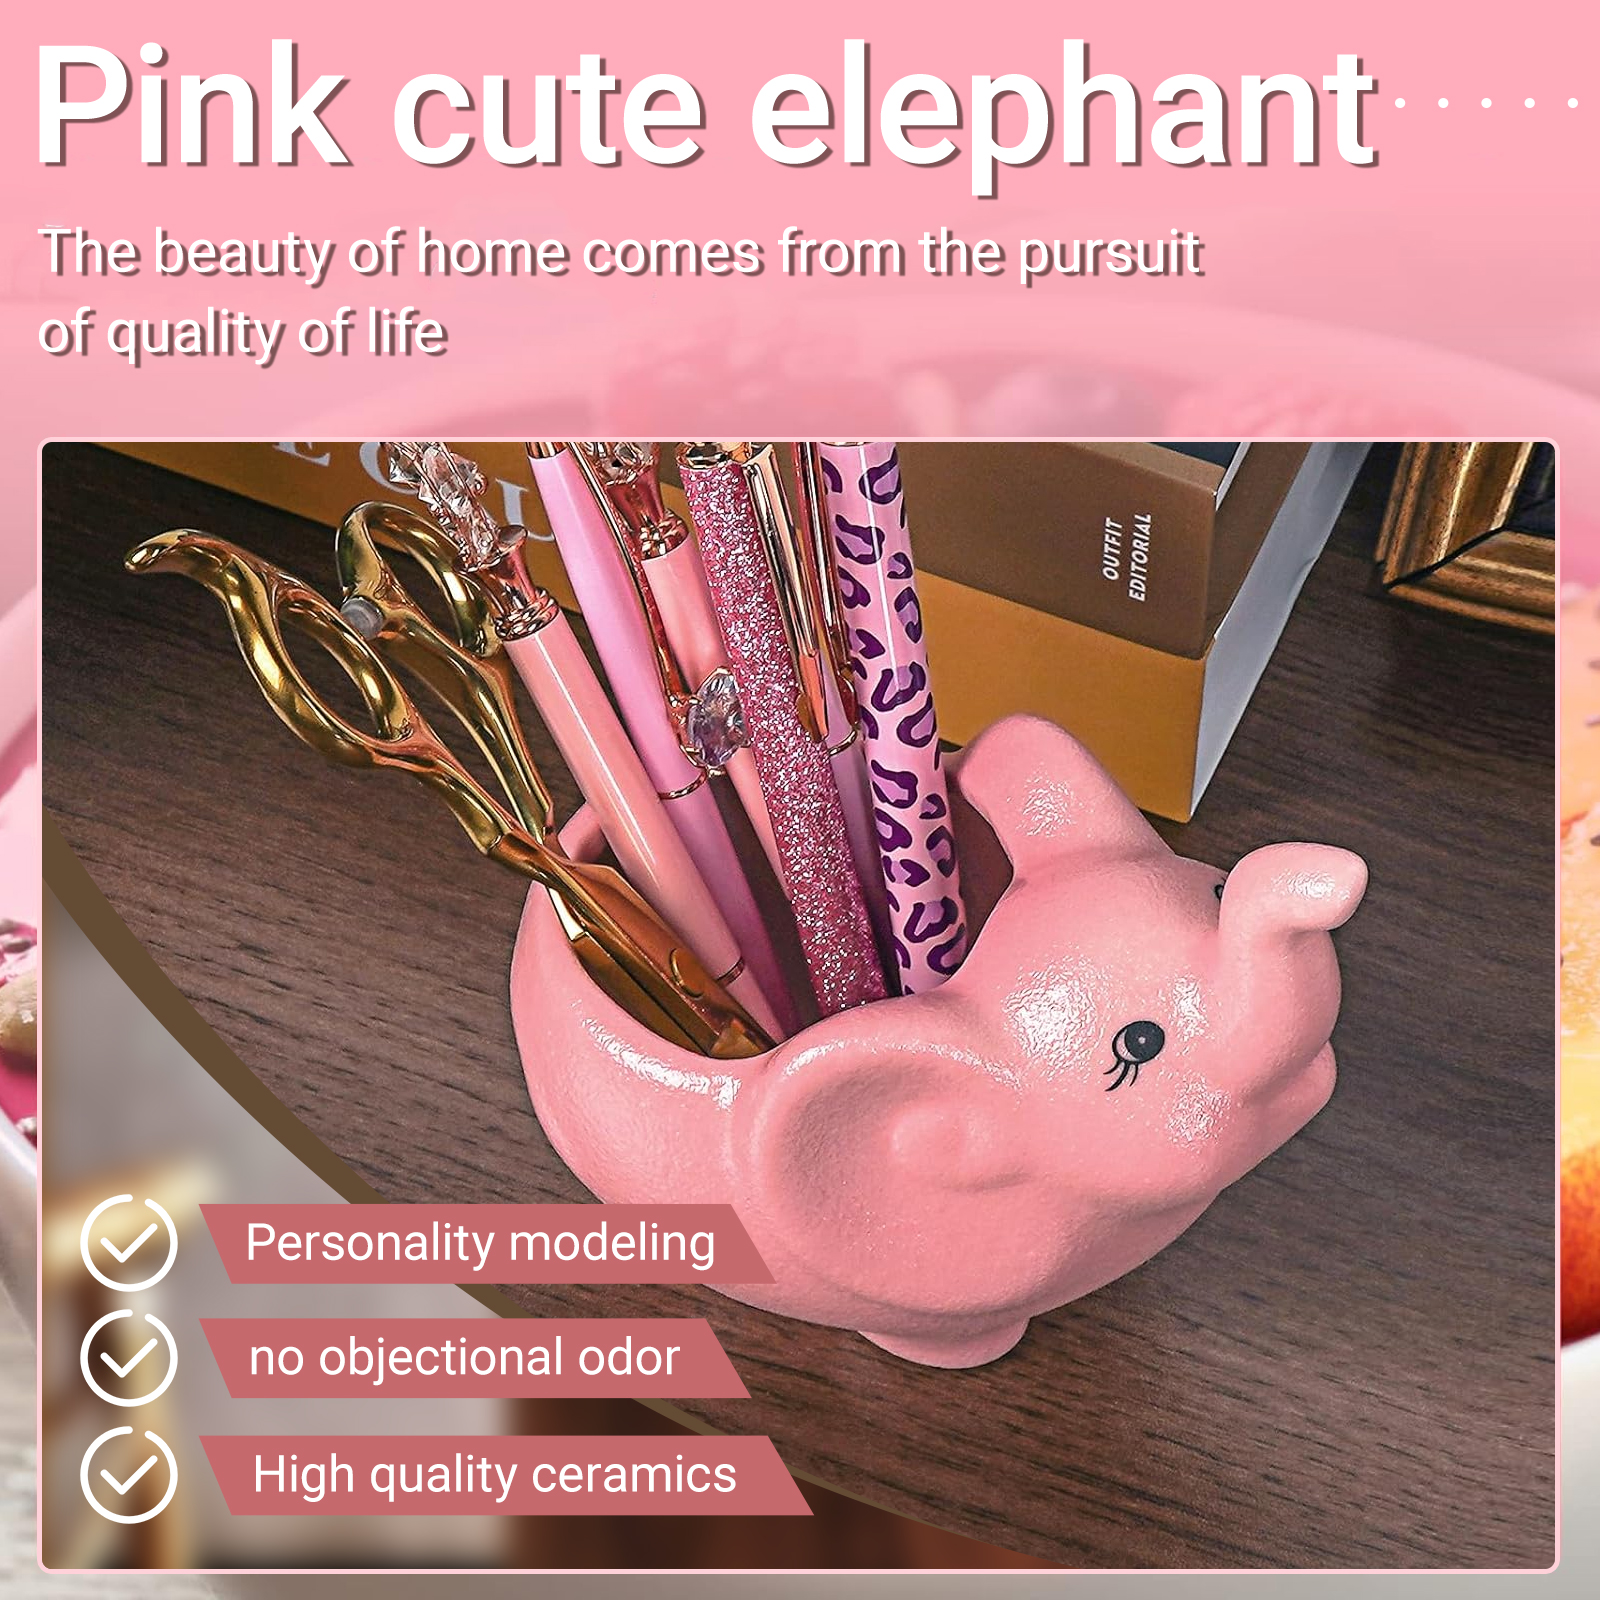 Pink cute elephant
The beauty of home comes from the pursuit
of quality of life
OUTFIT
EDITORIAL
Personality modeling
no objectional odor
High quality ceramics